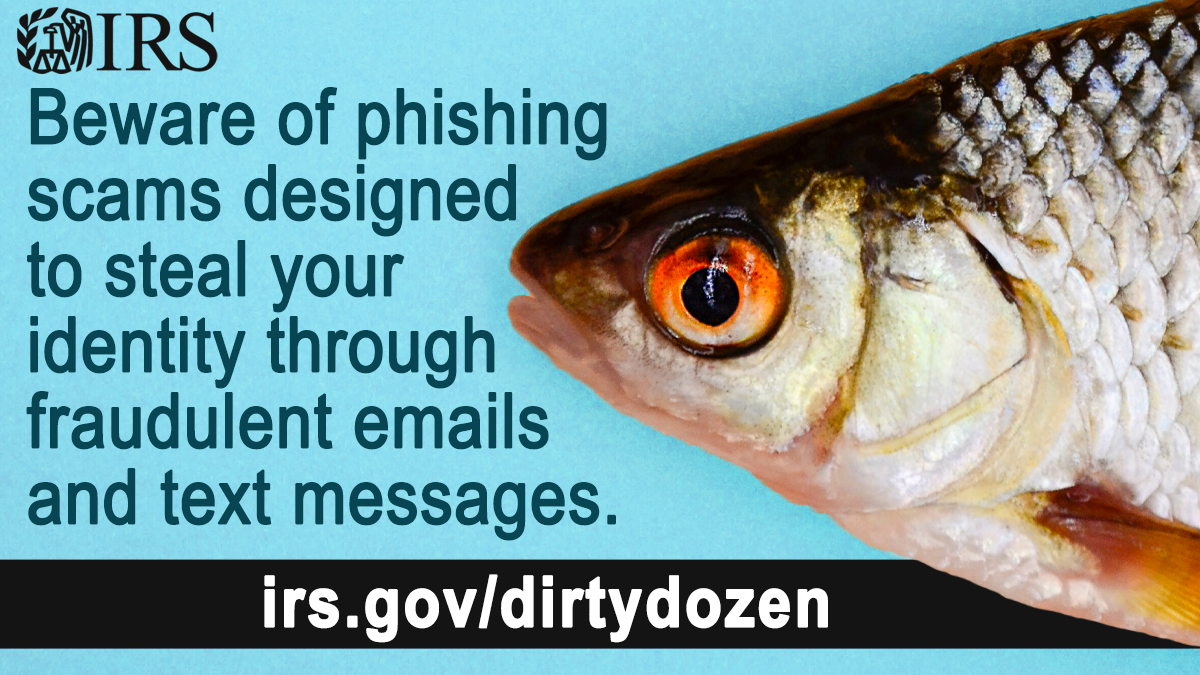 IRS
Beware of phishing
scams designed
to steal your
identity through
fraudulent emails
and text messages.
irs.gov/dirtydozen